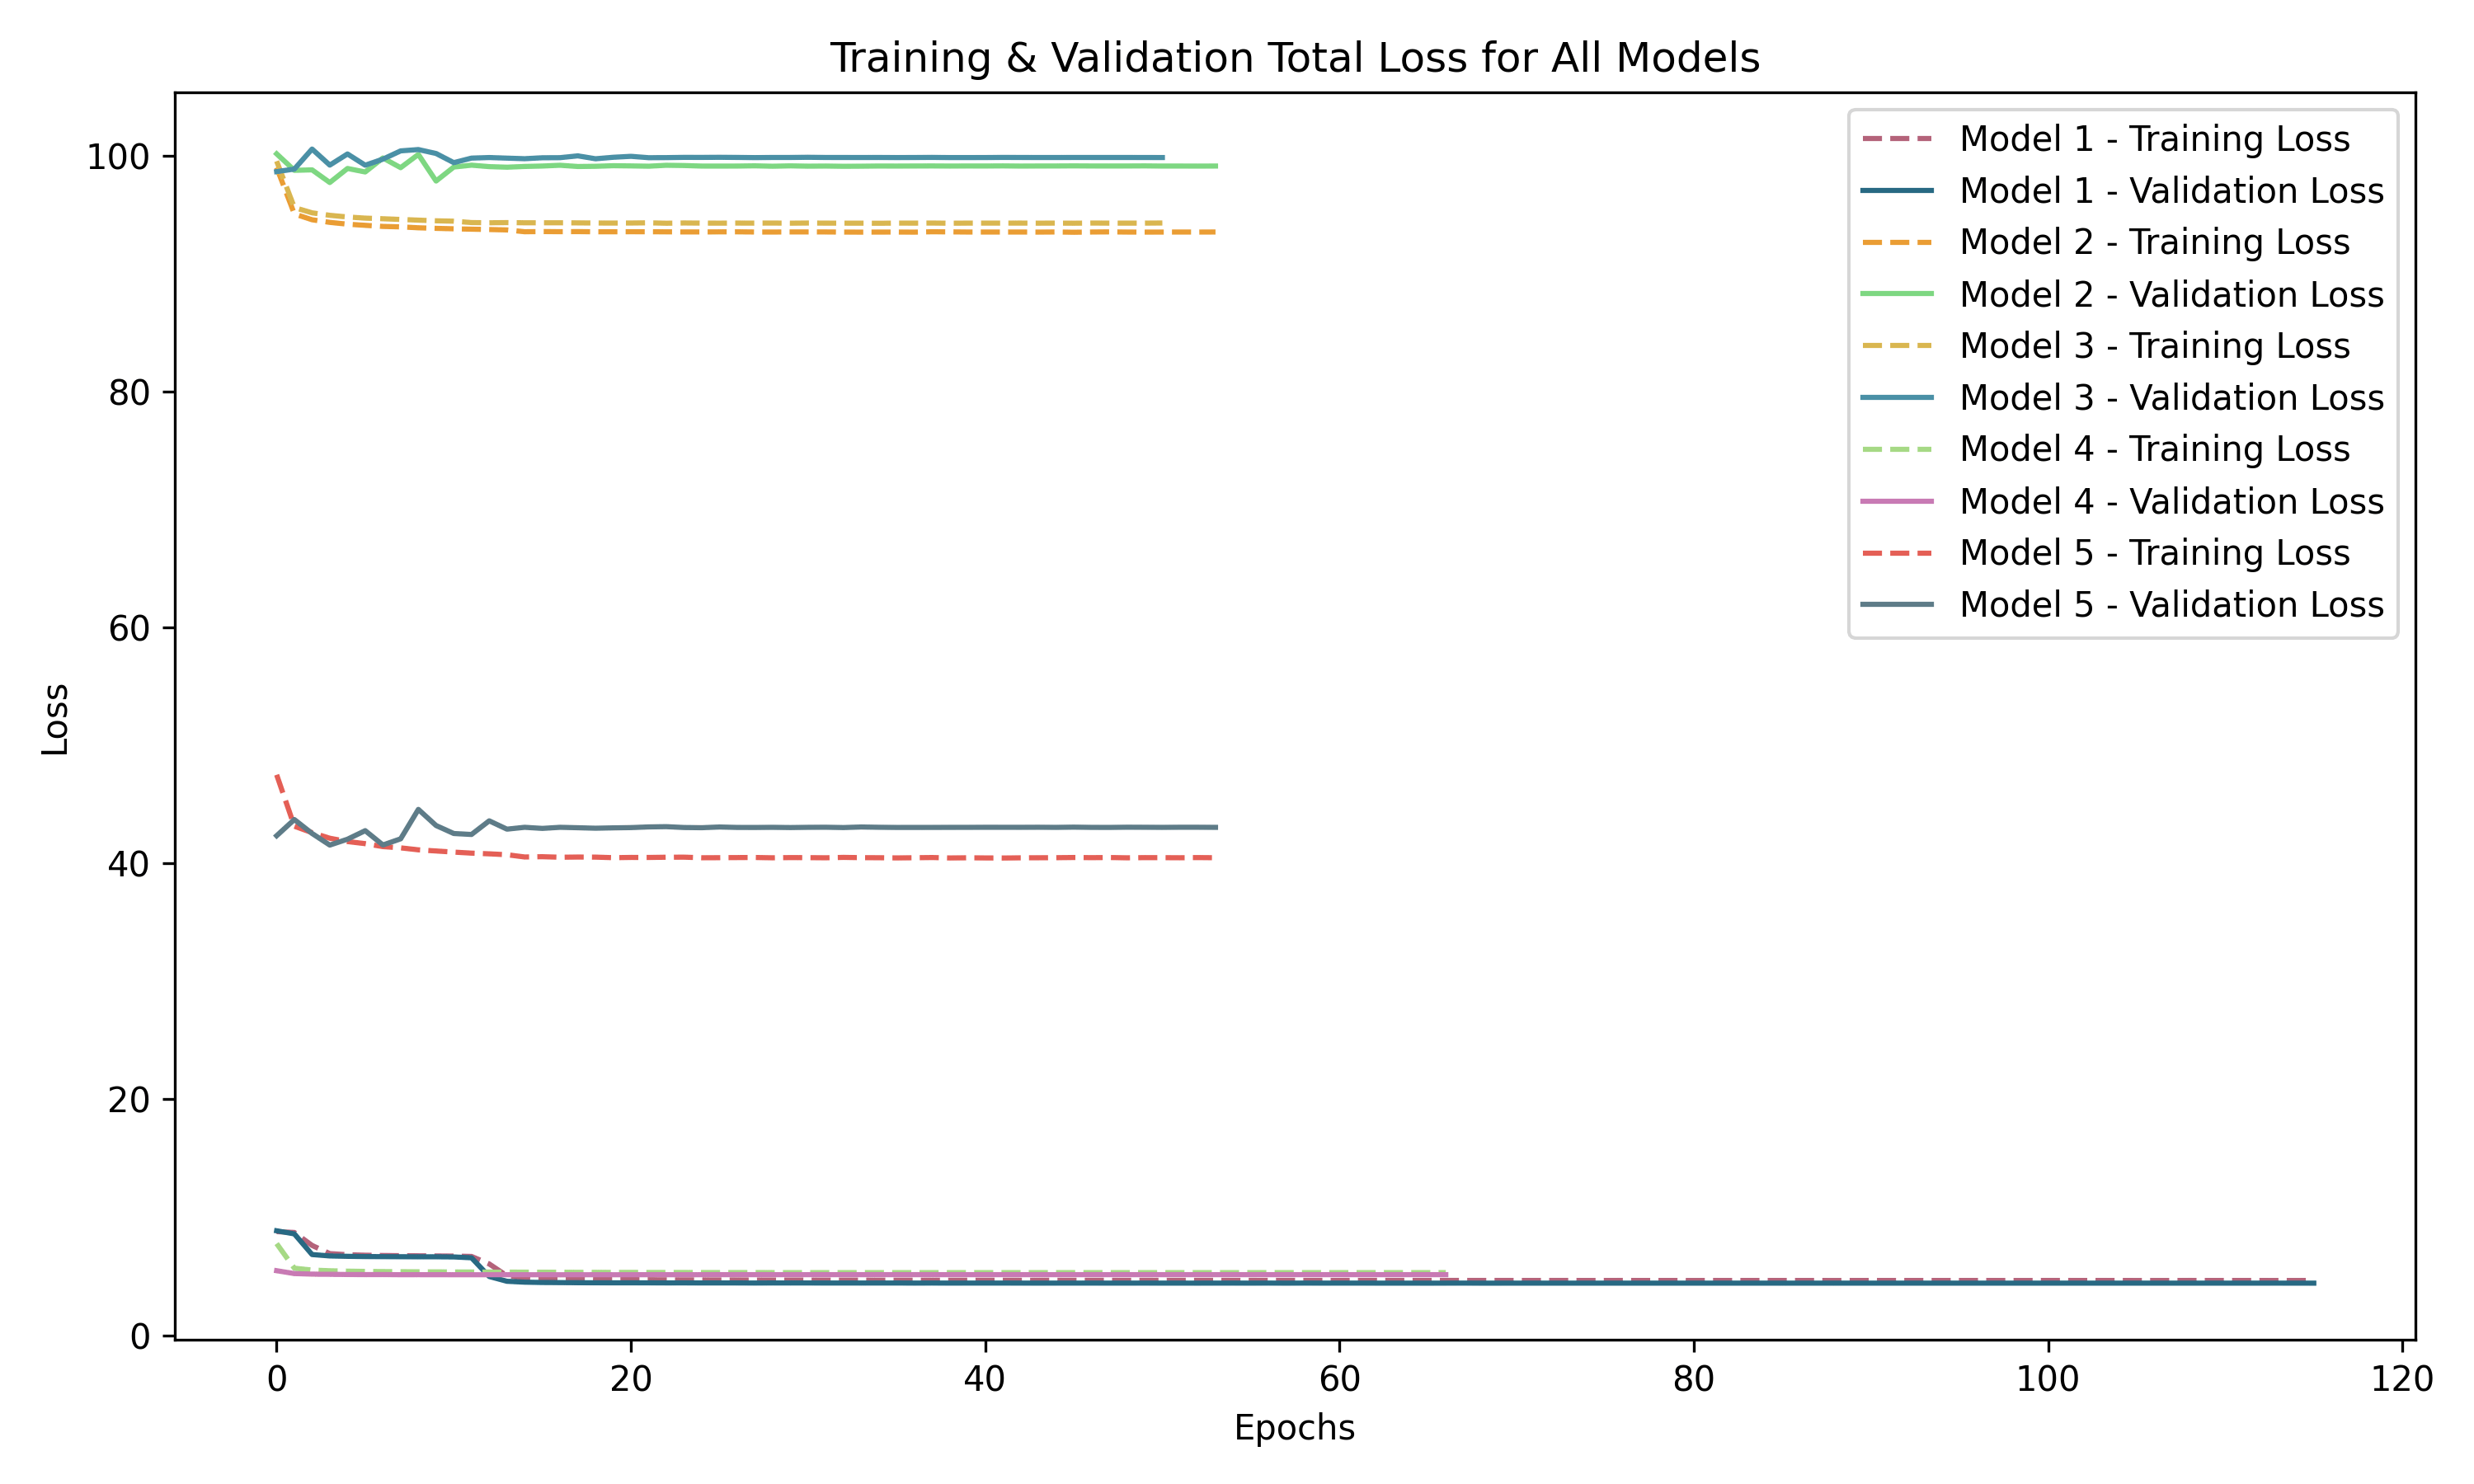 Training & Validation Total Loss for All Models
Loss
100
80
60
40
20
0
0 20 40 60 80 100 120
Epochs
Model 1 - Training Loss
Model 1 - Validation Loss
Model 2 - Training Loss
Model 2 - Validation Loss
Model 3 - Training Loss
Model 3 - Validation Loss
Model 4 - Training Loss
Model 4 - Validation Loss
Model 5 - Training Loss
Model 5 - Validation Loss